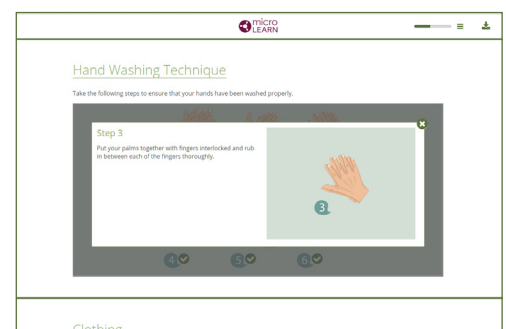 micro
LEARN
Hand Washing Technique
Take the following steps to ensure that your hands have been washed properly.
Step 3
Put your palms together with fingers interlocked and rub
in between each of the fingers thoroughly.
3
4
5
6
Clothing